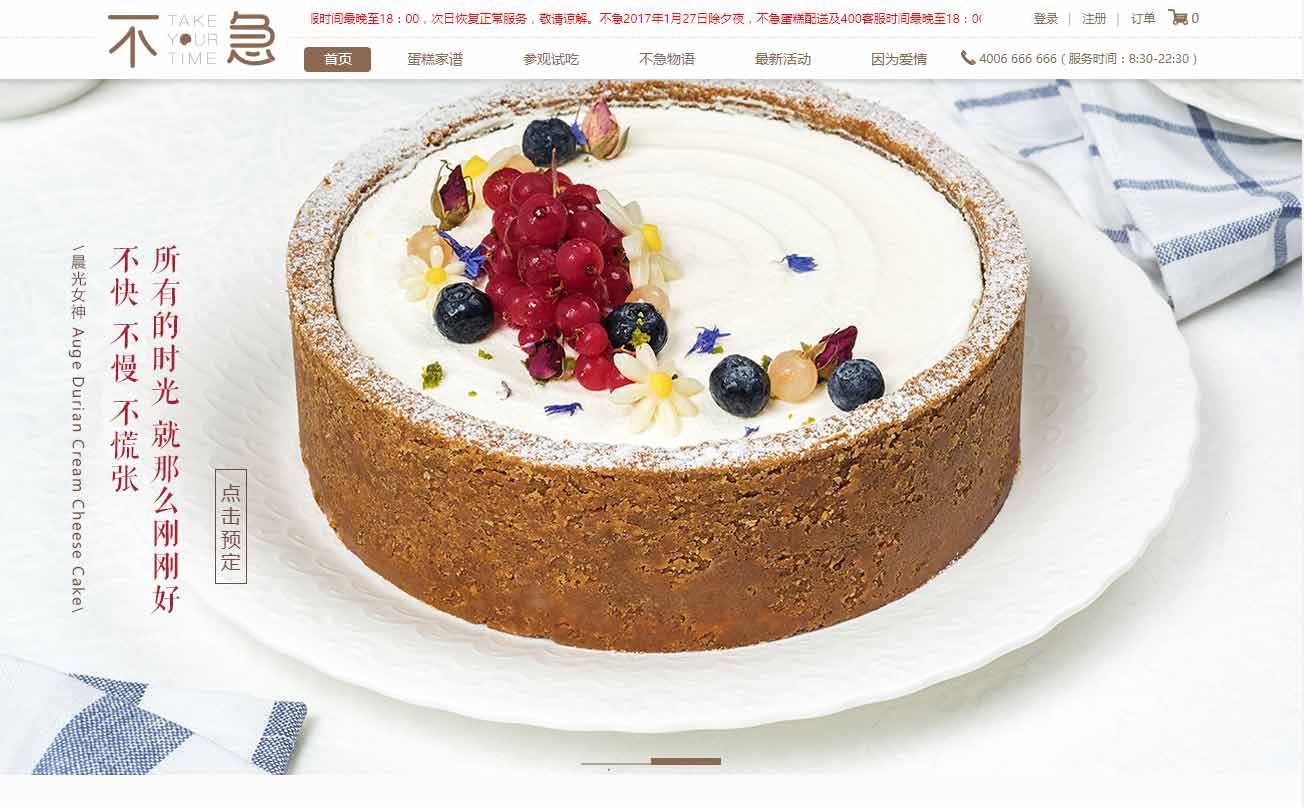 不急
TAKE
YOUR
TIME
服时间最晚至18：00，次日恢复正常服务，敬请谅解。不急2017年1月27日除夕夜，不急蛋糕配送及400客服时间最晚至18：00
登录 | 注册 | 订单 0
首页 蛋糕家谱 参观试吃 不急物语 最新活动 因为爱情 4006 666 666 ( 服务时间：8:30-22:30 )
所有的时光 就那么刚刚好
不快 不慢 不慌张
\晨光女神 Auge Durian Cream Cheese Cake\
点击预定